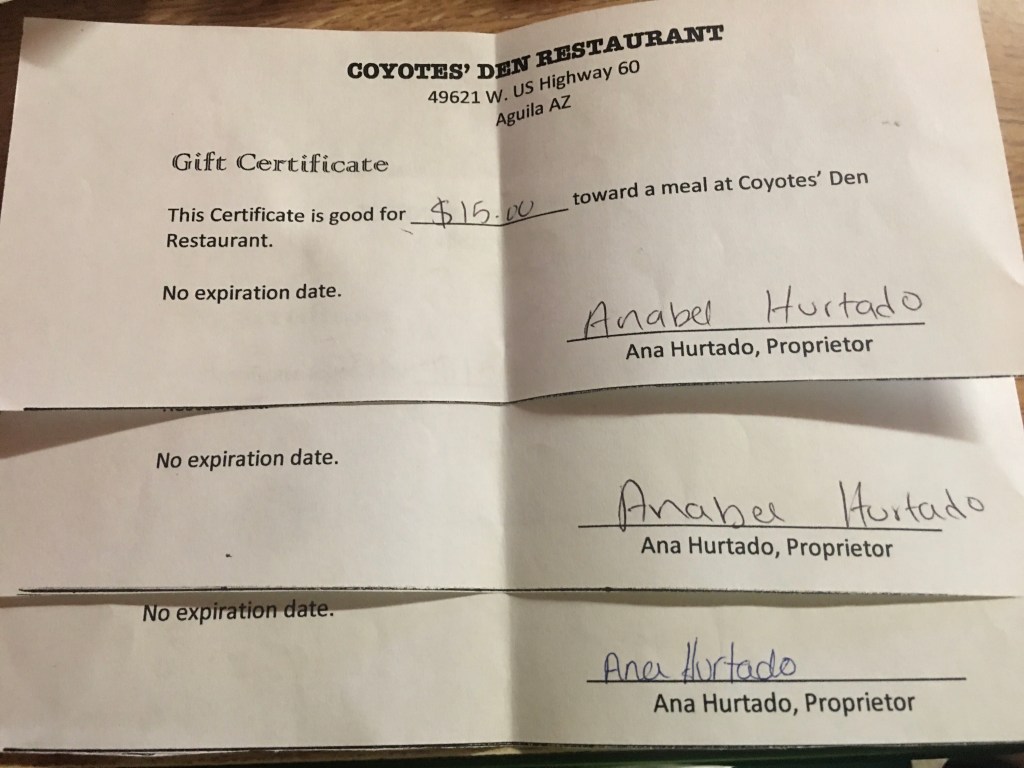 COYOTES' DEN RESTAURANT
49621 W. US Highway 60
Aguila AZ
Gift Certificate
This Certificate is good for $15.00 toward a meal at Coyotes' Den
Restaurant.
No expiration date.
Anabel Hurtado
Ana Hurtado, Proprietor
No expiration date.
Anabel Hurtado
Ana Hurtado, Proprietor
No expiration date.
Ana Hurtado
Ana Hurtado, Proprietor